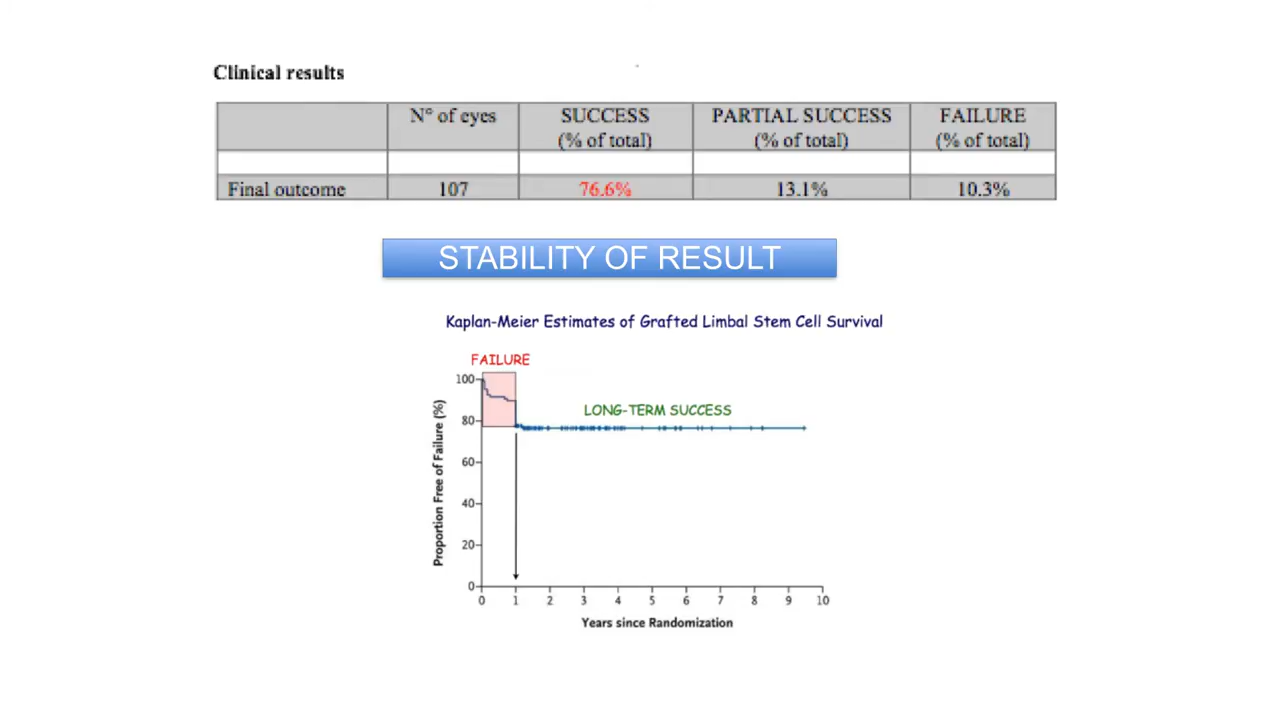 Clinical results
N° of eyes SUCCESS (% of total) PARTIAL SUCCESS (% of total) FAILURE (% of total)
Final outcome 107 76.6% 13.1% 10.3%
STABILITY OF RESULT
Kaplan-Meier Estimates of Grafted Limbal Stem Cell Survival
FAILURE
LONG-TERM SUCCESS
Proportion Free of Failure (%)
100
80
60
40
20
0
0 1 2 3 4 5 6 7 8 9 10
Years since Randomization